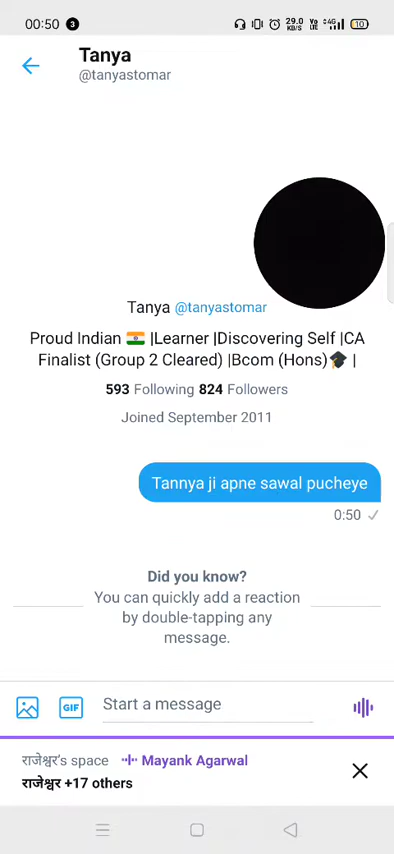 00:50 3 29.0 KB/S Vo LTE 4G 10
Tanya
@tanyastomar
Tanya @tanyastomar
Proud Indian 🇮🇳 |Learner |Discovering Self |CA
Finalist (Group 2 Cleared) |Bcom (Hons)🎓 |
593 Following 824 Followers
Joined September 2011
Tannya ji apne sawal pucheye
0:50 ✓
Did you know?
You can quickly add a reaction
by double-tapping any
message.
GIF Start a message
राजेश्वर's space Mayank Agarwal
राजेश्वर +17 others